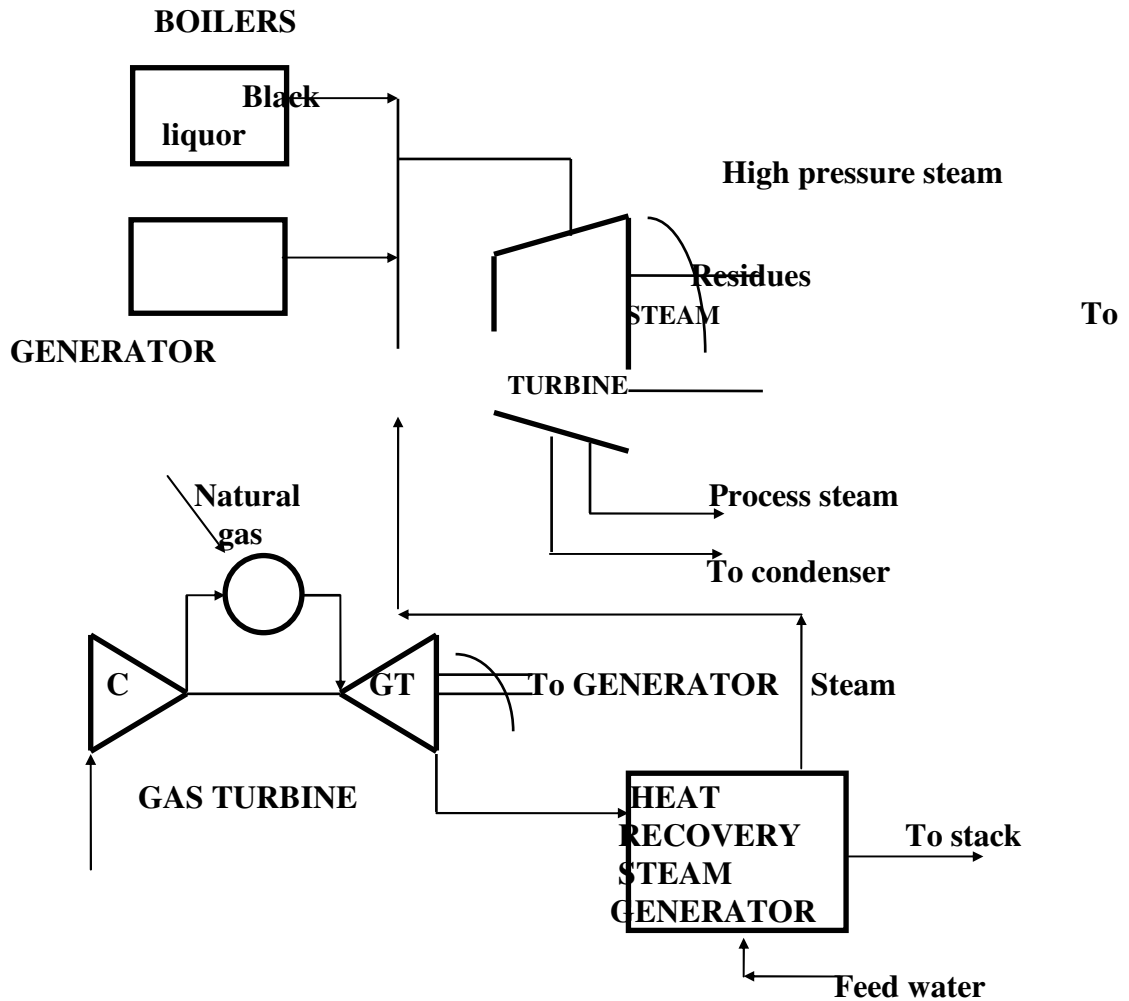 BOILERS
Black
liquor
High pressure steam
Residues
STEAM
To
GENERATOR
TURBINE
Natural
gas
Process steam
To condenser
C
GT
To GENERATOR
Steam
GAS TURBINE
HEAT
RECOVERY
STEAM
GENERATOR
To stack
Feed water